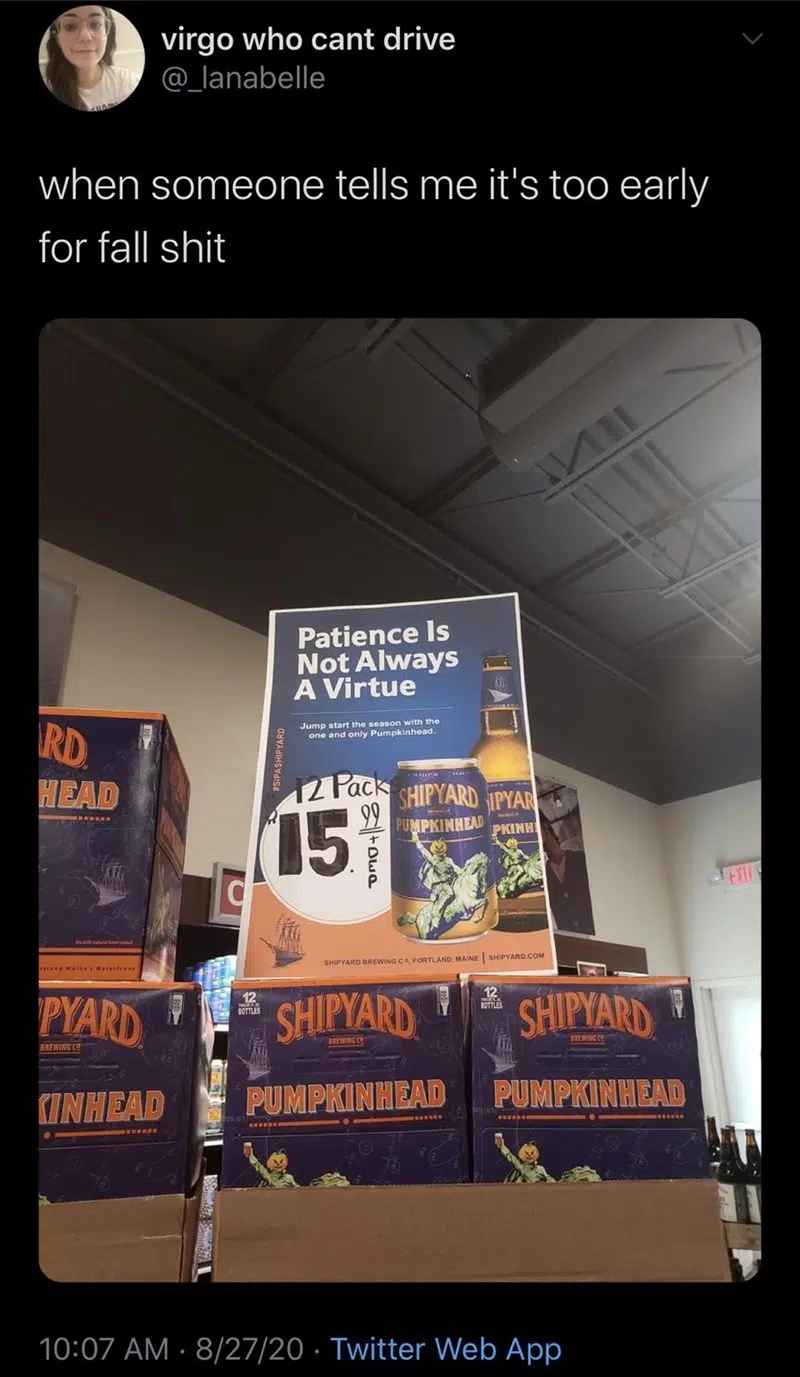 virgo who cant drive
@_lanabelle
when someone tells me it's too early
for fall shit
Patience Is
Not Always
A Virtue
Jump start the season with the
one and only Pumpkinhead.
#SIPASHIPYARD
12 Packs
15.99
+DEP
SHIPYARD
PUMPKINHEAD
IPYAR
PKINH
SHIPYARD BREWING CO. PORTLAND, MAINE | SHIPYARD.COM
RD
HEAD
C
EXIT
PYARD
BREWING CO
KINHEAD
12
BOTTLES
SHIPYARD
BREWING CO
PUMPKINHEAD
12
BOTTLES
SHIPYARD
BREWING CO
PUMPKINHEAD
10:07 AM · 8/27/20 · Twitter Web App